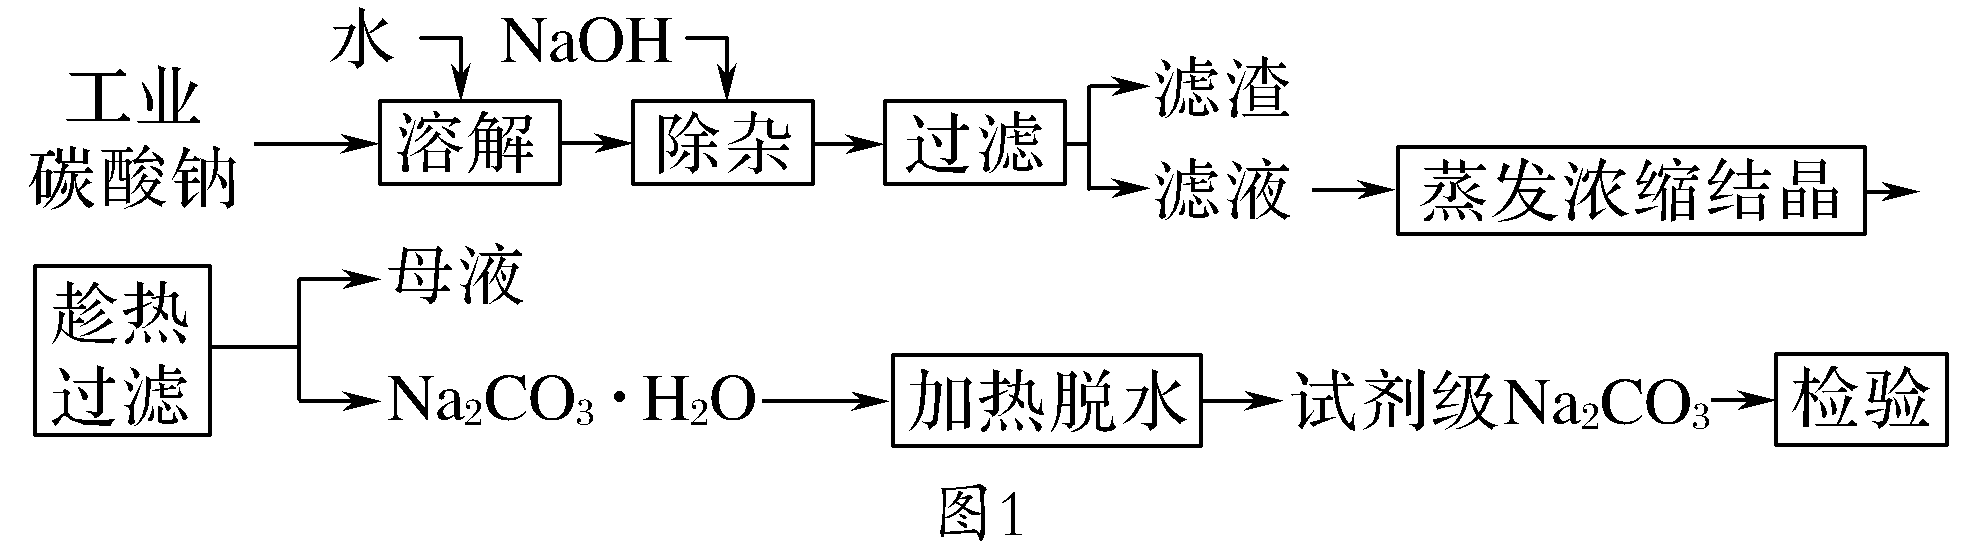 水 NaOH
工业
碳酸钠
溶解 除杂 过滤 滤渣
滤液 蒸发浓缩结晶
趁热
过滤
母液
Na₂CO₃·H₂O 加热脱水 试剂级Na₂CO₃ 检验
图1